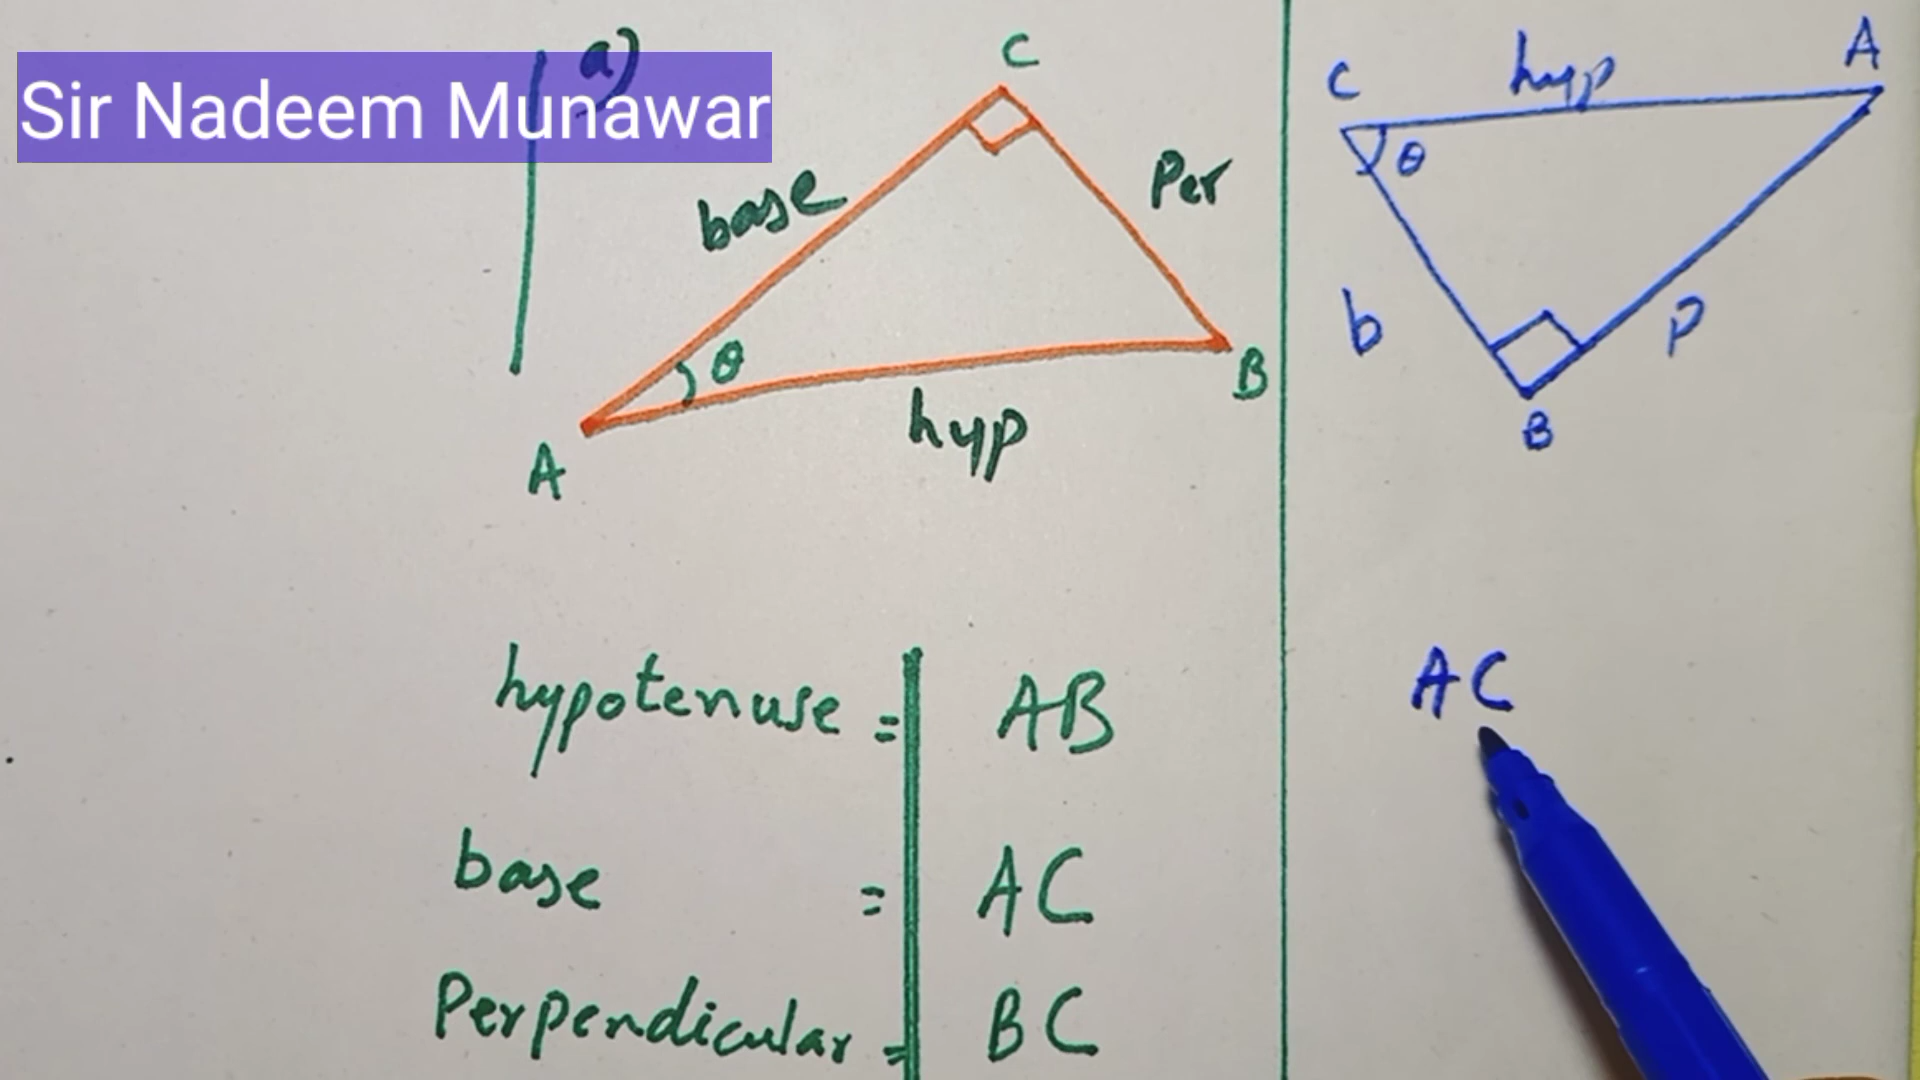 Sir Nadeem Munawar
a)
C
base
Per
θ
A
B
hyp
C
hyp
A
θ
b
P
B
hypotenuse = AB
AC
base = AC
Perpendicular = BC